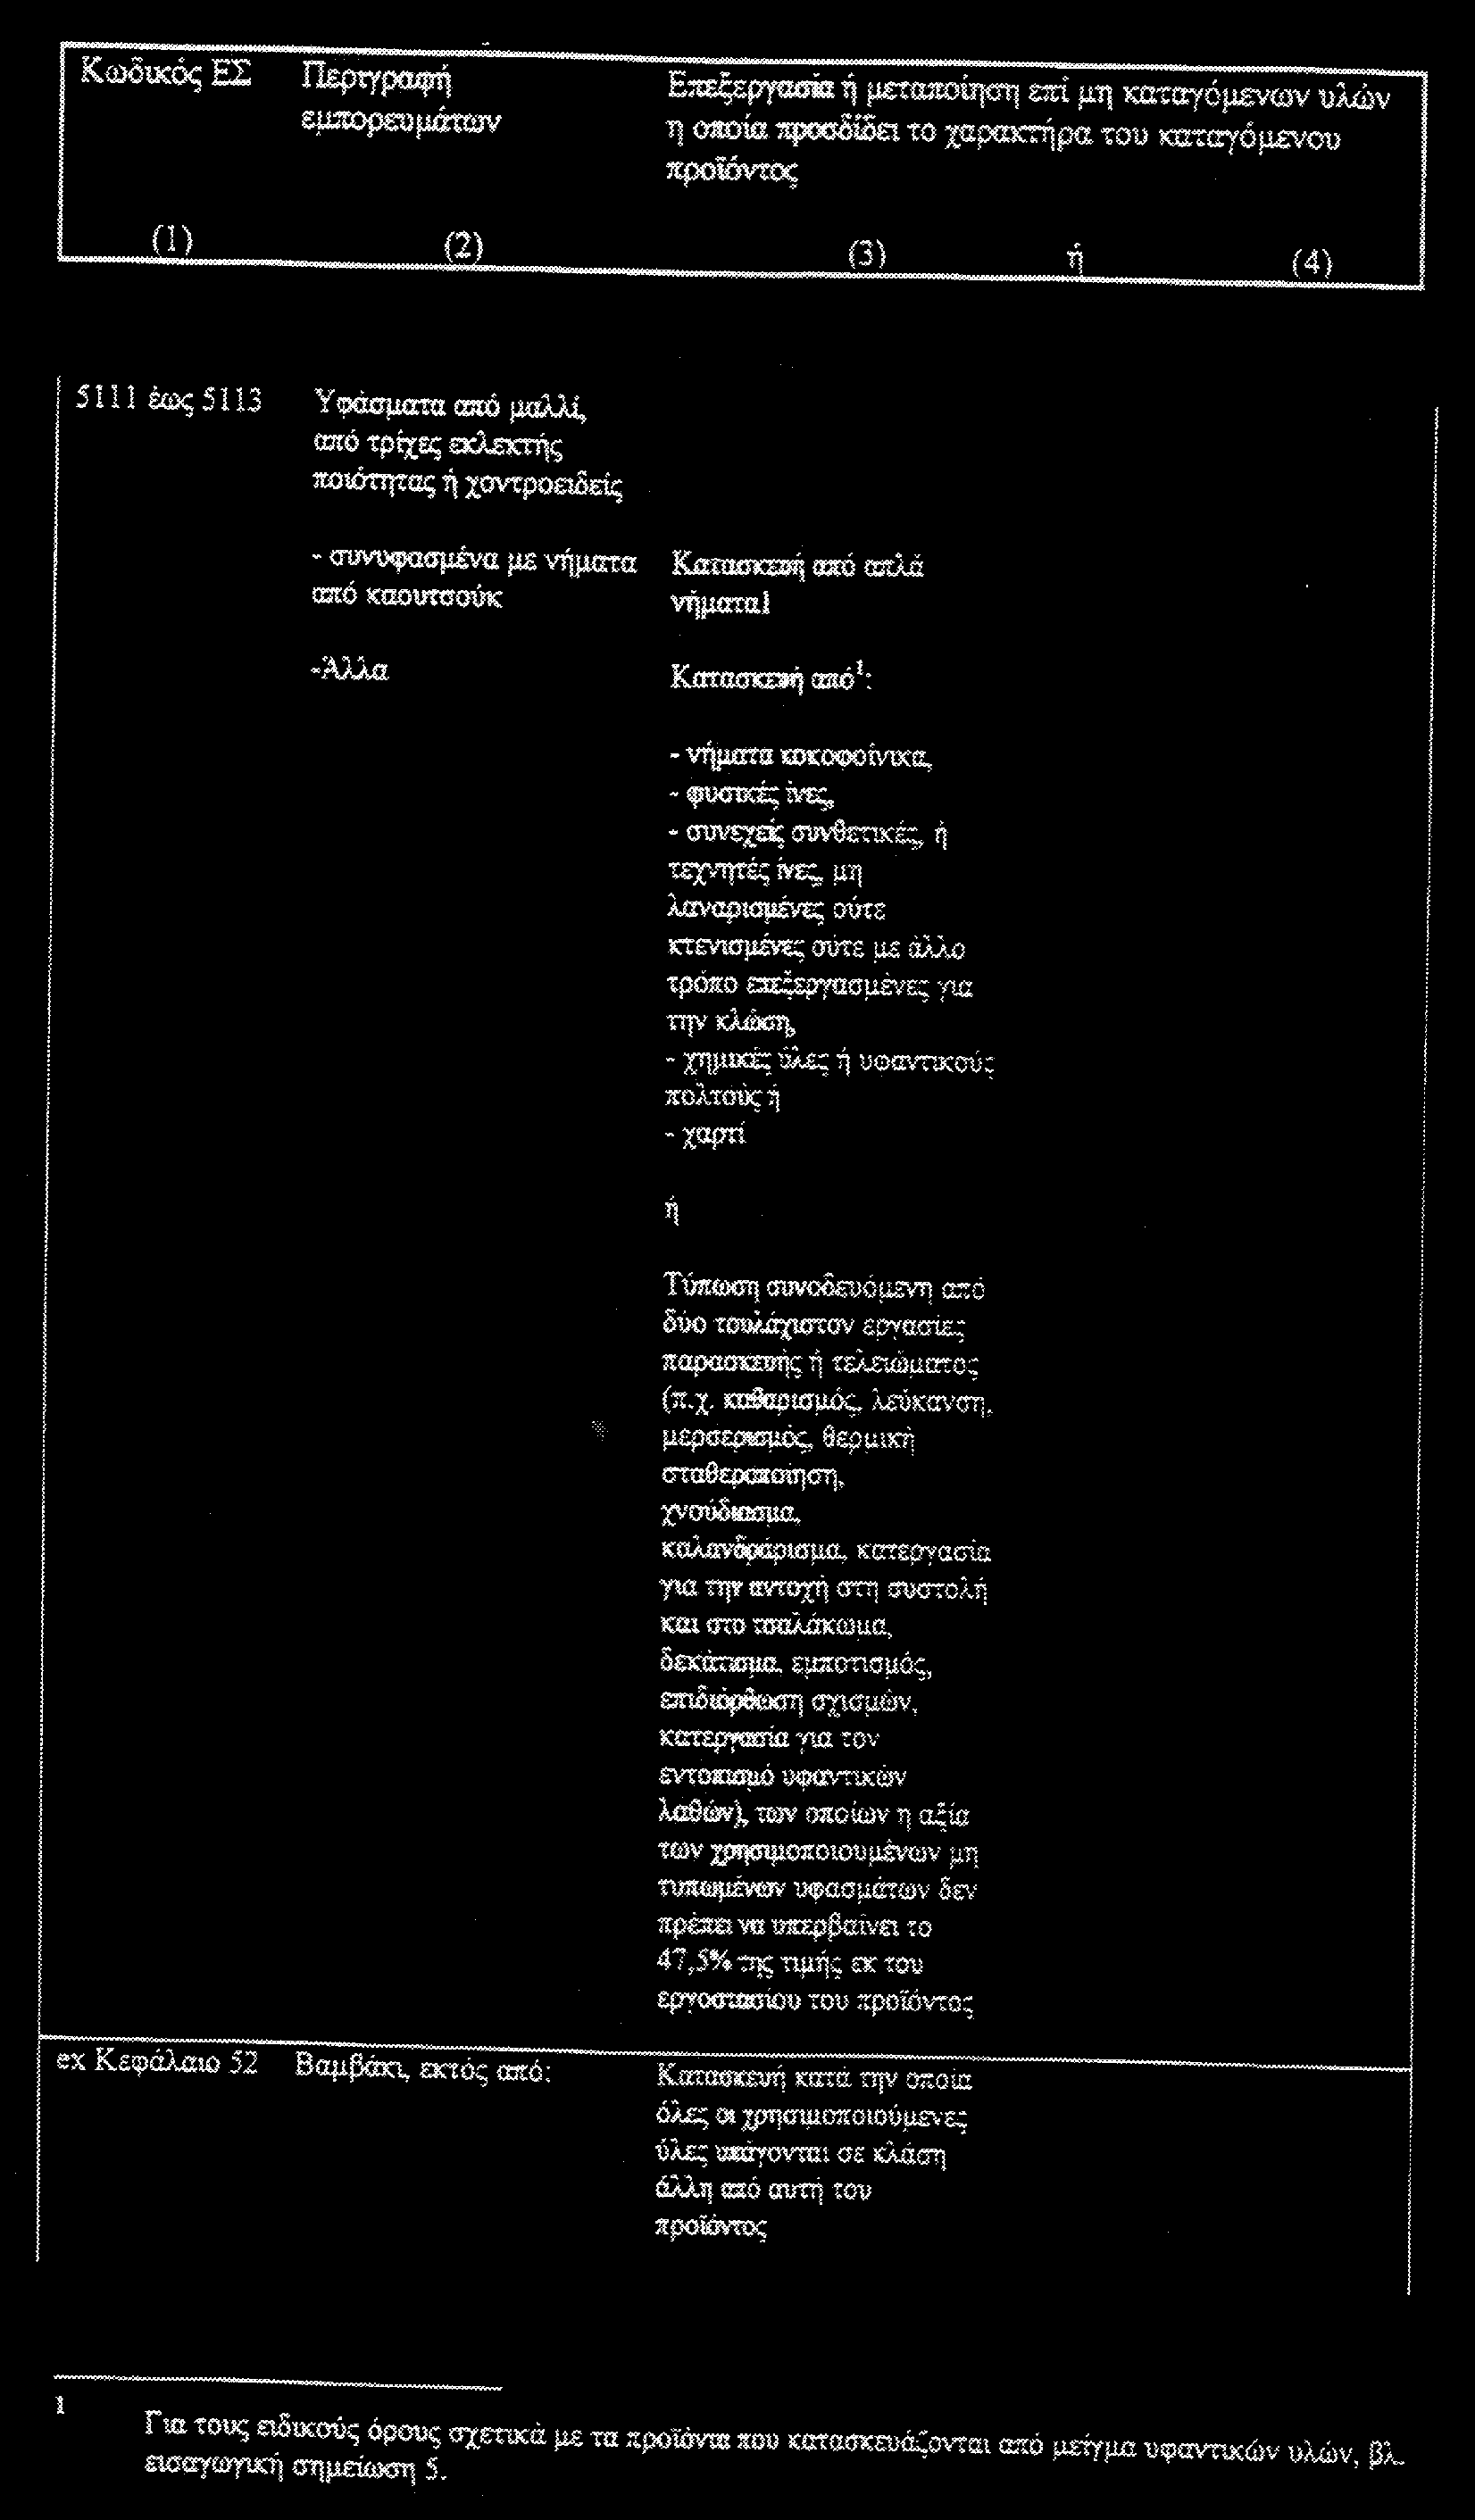 Κωδικός ΕΣ
Περιγραφή
εμπορευμάτων
Επεξεργασία ή μεταποίηση επί μη καταγόμενων υλών
η οποία προσδίδει το χαρακτήρα του καταγόμενου
προϊόντος
(1) (2) (3) ή (4)
5111 έως 5113
Υφάσματα από μαλλί,
από τρίχες εκλεκτής
ποιότητας ή χοντροειδείς
- συνυφασμένα με νήματα
από καουτσούκ
Κατασκευή από απλά
νήματα1
-Άλλα
Κατασκευή από¹:
- νήματα κοκοφοίνικα,
- φυσικές ίνες,
- συνεχείς συνθετικές, ή
τεχνητές ίνες, μη
λαναρισμένες ούτε
κτενισμένες ούτε με άλλο
τρόπο επεξεργασμένες για
την κλώση,
- χημικές ύλες ή υφαντικούς
πολτούς ή
- χαρτί
ή
Τύπωση συνοδευόμενη από
δύο τουλάχιστον εργασίες
παρασκευής ή τελειώματος
(π.χ. καθαρισμός, λεύκανση,
μερσερισμός, θερμική
σταθεροποίηση,
χνούδιασμα,
καλανδράρισμα, κατεργασία
για την αντοχή στη συστολή
και στο τσαλάκωμα,
δεκάτισμα, εμποτισμός,
επιδιόρθωση σχισμών,
κατεργασία για τον
εντοπισμό υφαντικών
λαθών), των οποίων η αξία
των χρησιμοποιουμένων μη
τυπωμένων υφασμάτων δεν
πρέπει να υπερβαίνει το
47,5% της τιμής εκ του
εργοστασίου του προϊόντος
ex Κεφάλαιο 52
Βαμβάκι, εκτός από:
Κατασκευή κατά την οποία
όλες οι χρησιμοποιούμενες
ύλες υπάγονται σε κλάση
άλλη από αυτή του
προϊόντος
1
Για τους ειδικούς όρους σχετικά με τα προϊόντα που κατασκευάζονται από μείγμα υφαντικών υλών, βλ.
εισαγωγική σημείωση 5.